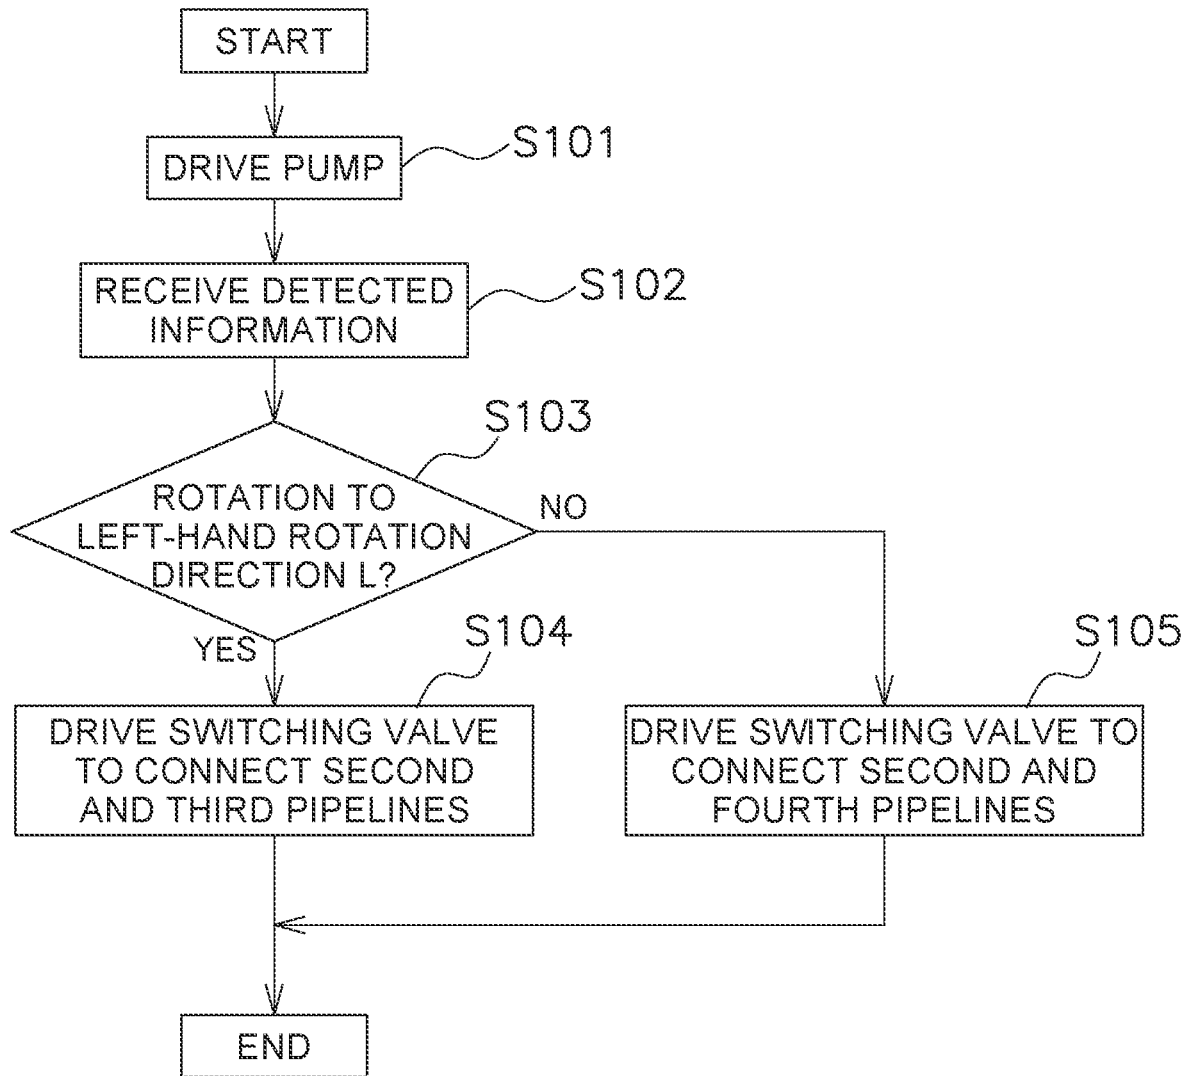 START
DRIVE PUMP
S101
RECEIVE DETECTED
INFORMATION
S102
S103
ROTATION TO
LEFT-HAND ROTATION
DIRECTION L?
NO
YES
S104
DRIVE SWITCHING VALVE
TO CONNECT SECOND
AND THIRD PIPELINES
S105
DRIVE SWITCHING VALVE TO
CONNECT SECOND AND
FOURTH PIPELINES
END